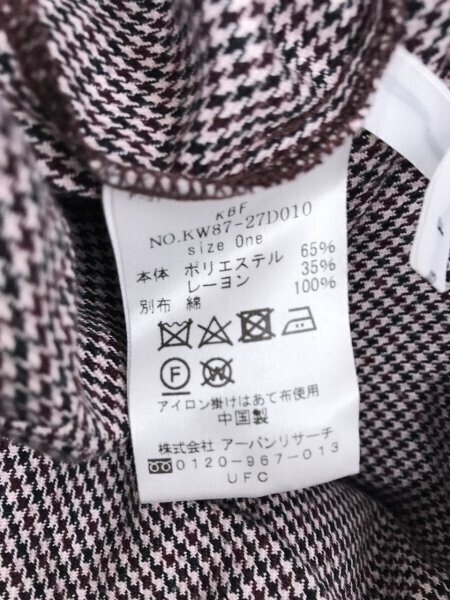 KBF
NO.KW87-27D010
size One
本体 ポリエステル 65%
レーヨン 35%
別布 綿 100%
F W
アイロン掛けはあて布使用
中国製
株式会社 アーバンリサーチ
0120-967-013
UFC